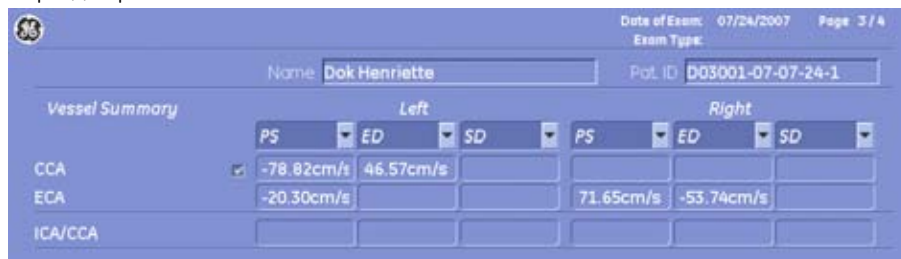 Date of Exam: 07/24/2007 Page 3/4
Exam Type:
Name Dok Henriette Pat. ID D03001-07-07-24-1
Vessel Summary Left Right
PS ED SD PS ED SD
CCA -78.82cm/s 46.57cm/s
ECA -20.30cm/s 71.65cm/s -53.74cm/s
ICA/CCA